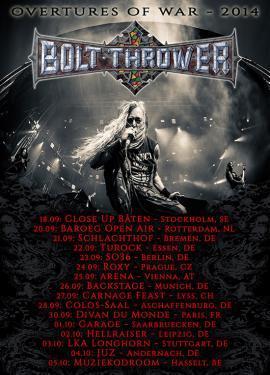 OVERTURES OF WAR - 2014
BOLT THROWER
18.09: CLOSE UP BÅTEN - STOCKHOLM, SE
20.09: BAROEG OPEN AIR - ROTTERDAM, NL
21.09: SCHLACHTHOF - BREMEN, DE
22.09: TUROCK - ESSEN, DE
23.09: SO36 - BERLIN, DE
24.09: ROXY - PRAGUE, CZ
25.09: ARENA - VIENNA, AT
26.09: BACKSTAGE - MUNICH, DE
27.09: CARNAGE FEAST - LYSS, CH
28.09: COLOS-SAAL - ASCHAFFENBURG, DE
30.09: DIVAN DU MONDE - PARIS, FR
01.10: GARAGE - SAARBRUECKEN, DE
02.10: HELLRAISER - LEIPZIG, DE
03.10: LKA LONGHORN - STUTTGART, DE
04.10: JUZ - ANDERNACH, DE
05.10: MUZIEKODROOM - HASSELT, BE